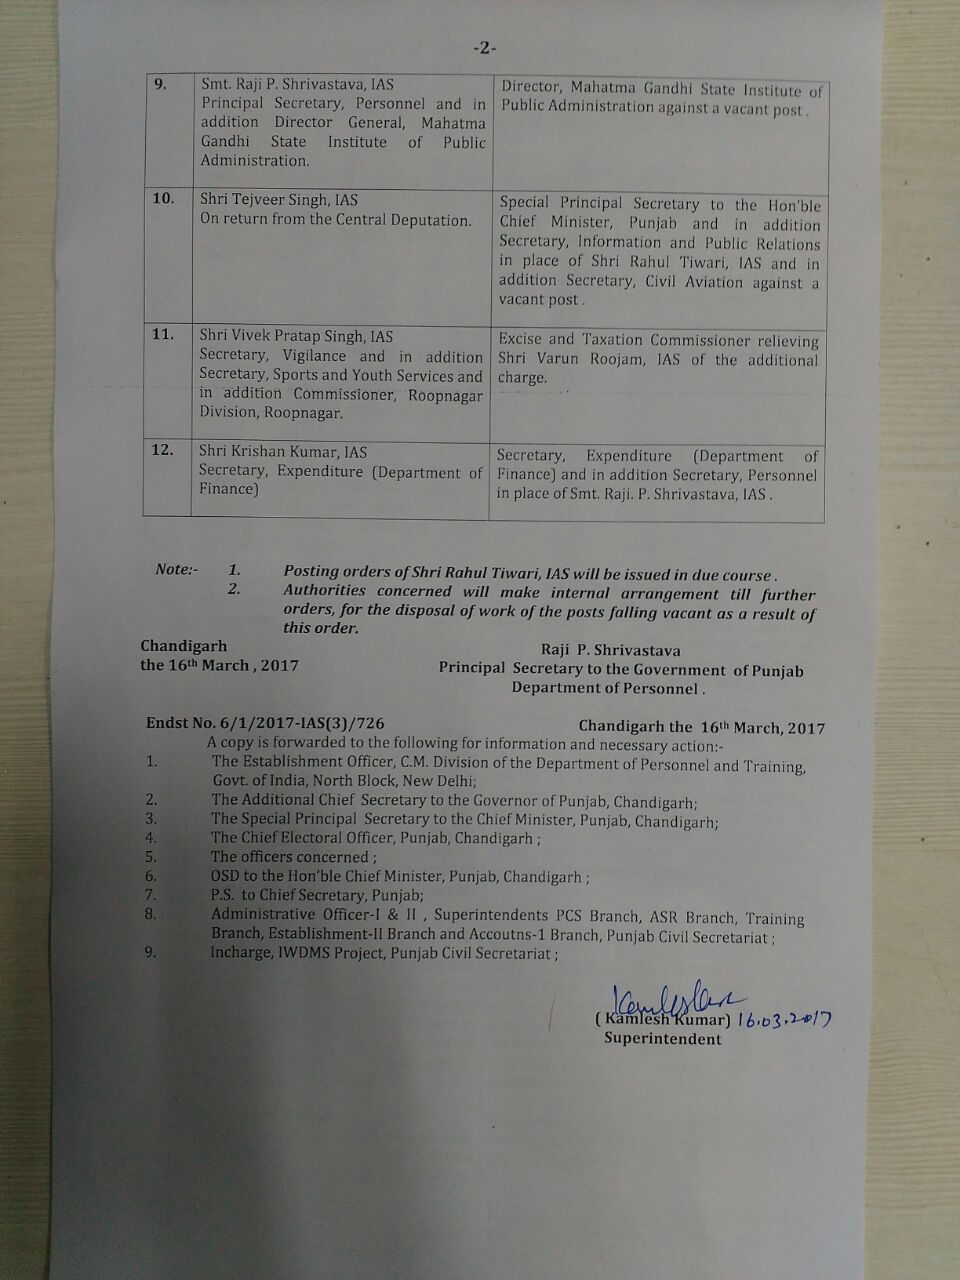 -2-
9.
Smt. Raji P. Shrivastava, IAS
Principal Secretary, Personnel and in
addition Director General, Mahatma
Gandhi State Institute of Public
Administration.
Director, Mahatma Gandhi State Institute of
Public Administration against a vacant post .
10.
Shri Tejveer Singh, IAS
On return from the Central Deputation.
Special Principal Secretary to the Hon'ble
Chief Minister, Punjab and in addition
Secretary, Information and Public Relations
in place of Shri Rahul Tiwari, IAS and in
addition Secretary, Civil Aviation against a
vacant post .
11.
Shri Vivek Pratap Singh, IAS
Secretary, Vigilance and in addition
Secretary, Sports and Youth Services and
in addition Commissioner, Roopnagar
Division, Roopnagar.
Excise and Taxation Commissioner relieving
Shri Varun Roojam, IAS of the additional
charge.
12.
Shri Krishan Kumar, IAS
Secretary, Expenditure (Department of
Finance)
Secretary, Expenditure (Department of
Finance) and in addition Secretary, Personnel
in place of Smt. Raji. P. Shrivastava, IAS .
Note:- 1. Posting orders of Shri Rahul Tiwari, IAS will be issued in due course .
2. Authorities concerned will make internal arrangement till further
orders, for the disposal of work of the posts falling vacant as a result of
this order.
Chandigarh
the 16th March , 2017
Raji P. Shrivastava
Principal Secretary to the Government of Punjab
Department of Personnel .
Endst No. 6/1/2017-IAS(3)/726 Chandigarh the 16th March, 2017
A copy is forwarded to the following for information and necessary action:-
1. The Establishment Officer, C.M. Division of the Department of Personnel and Training,
Govt. of India, North Block, New Delhi;
2. The Additional Chief Secretary to the Governor of Punjab, Chandigarh;
3. The Special Principal Secretary to the Chief Minister, Punjab, Chandigarh;
4. The Chief Electoral Officer, Punjab, Chandigarh ;
5. The officers concerned ;
6. OSD to the Hon'ble Chief Minister, Punjab, Chandigarh ;
7. P.S. to Chief Secretary, Punjab;
8. Administrative Officer-I & II , Superintendents PCS Branch, ASR Branch, Training
Branch, Establishment-II Branch and Accoutns-1 Branch, Punjab Civil Secretariat ;
9. Incharge, IWDMS Project, Punjab Civil Secretariat ;
( Kamlesh Kumar) 16.03.2017
Superintendent